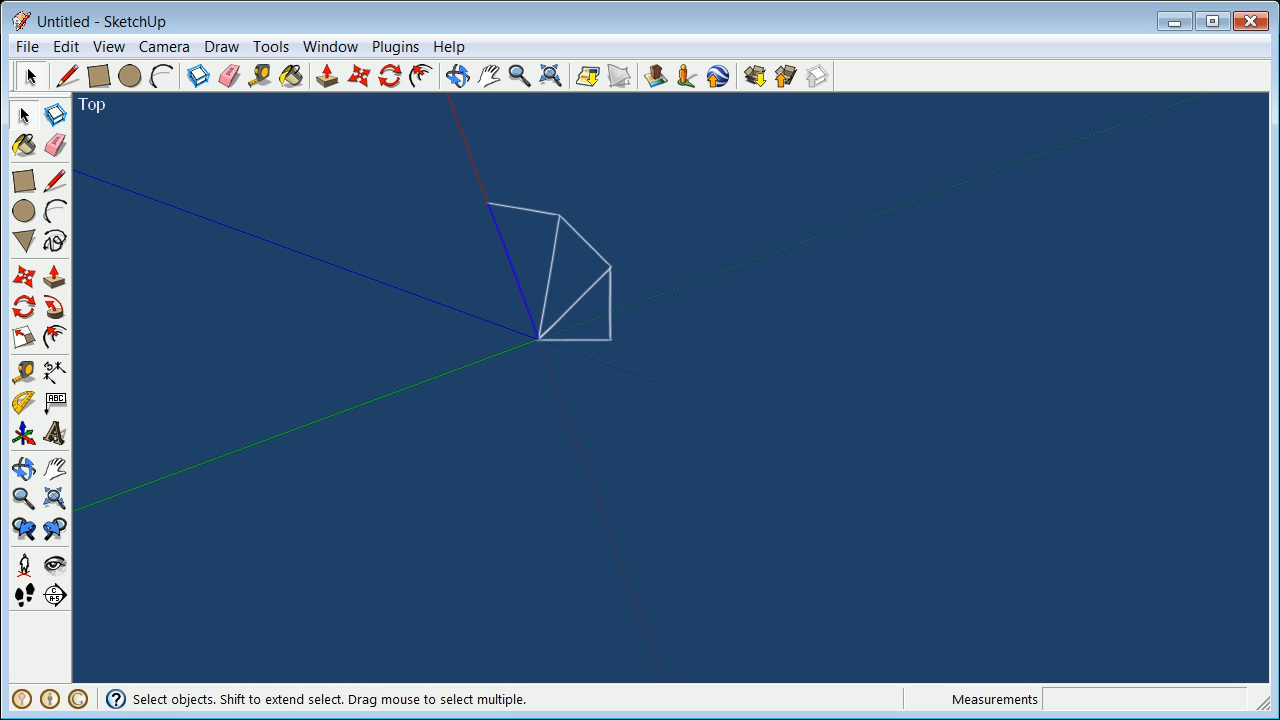 Untitled - SketchUp
File Edit View Camera Draw Tools Window Plugins Help
Top
ABC
Select objects. Shift to extend select. Drag mouse to select multiple.
Measurements